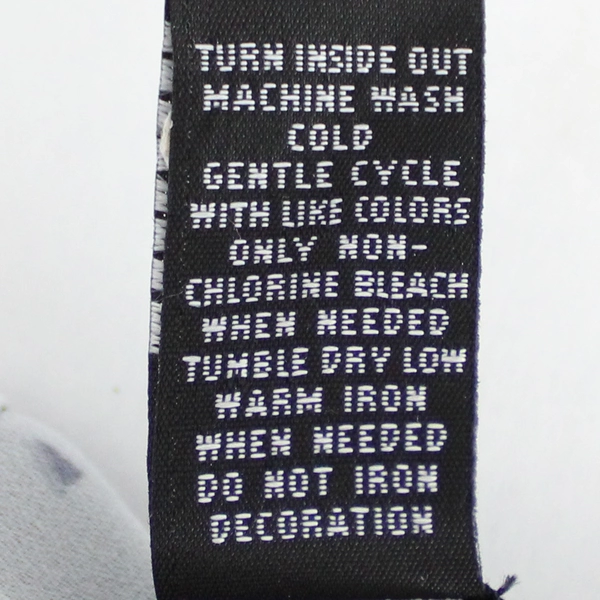 TURN INSIDE OUT
MACHINE WASH
COLD
GENTLE CYCLE
WITH LIKE COLORS
ONLY NON-
CHLORINE BLEACH
WHEN NEEDED
TUMBLE DRY LOW
WARM IRON
WHEN NEEDED
DO NOT IRON
DECORATION